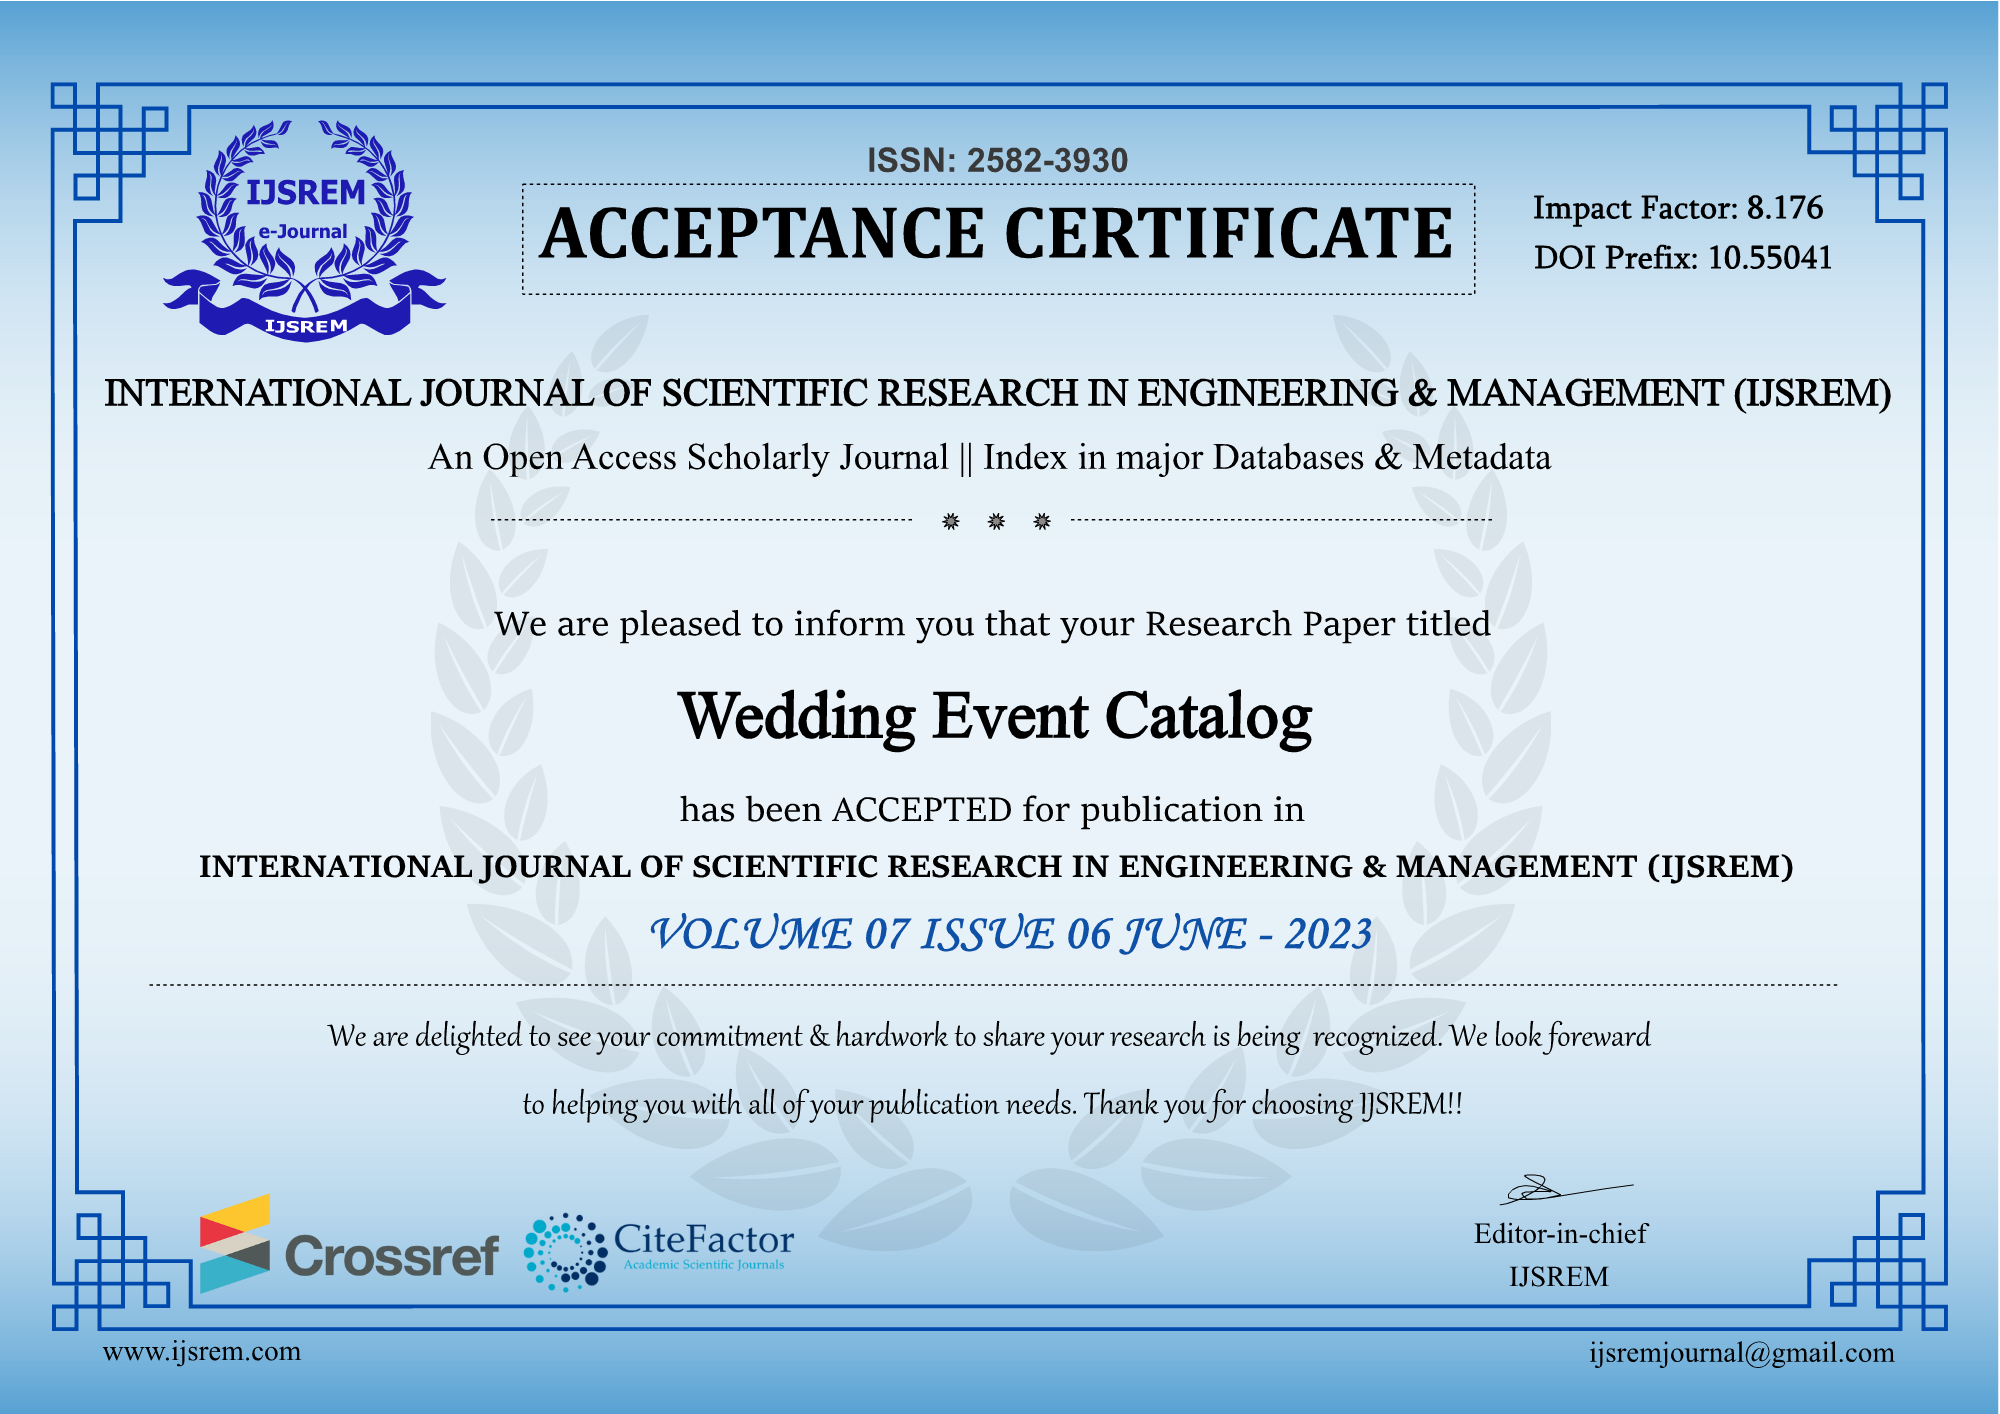 IJSREM
e-Journal
IJSREM
ISSN: 2582-3930
ACCEPTANCE CERTIFICATE
Impact Factor: 8.176
DOI Prefix: 10.55041
INTERNATIONAL JOURNAL OF SCIENTIFIC RESEARCH IN ENGINEERING & MANAGEMENT (IJSREM)
An Open Access Scholarly Journal || Index in major Databases & Metadata
We are pleased to inform you that your Research Paper titled
Wedding Event Catalog
has been ACCEPTED for publication in
INTERNATIONAL JOURNAL OF SCIENTIFIC RESEARCH IN ENGINEERING & MANAGEMENT (IJSREM)
VOLUME 07 ISSUE 06 JUNE - 2023
We are delighted to see your commitment & hardwork to share your research is being recognized. We look foreward
to helping you with all of your publication needs. Thank you for choosing IJSREM!!
Crossref
CiteFactor
Academic Scientific Journals
Editor-in-chief
IJSREM
www.ijsrem.com
ijsremjournal@gmail.com